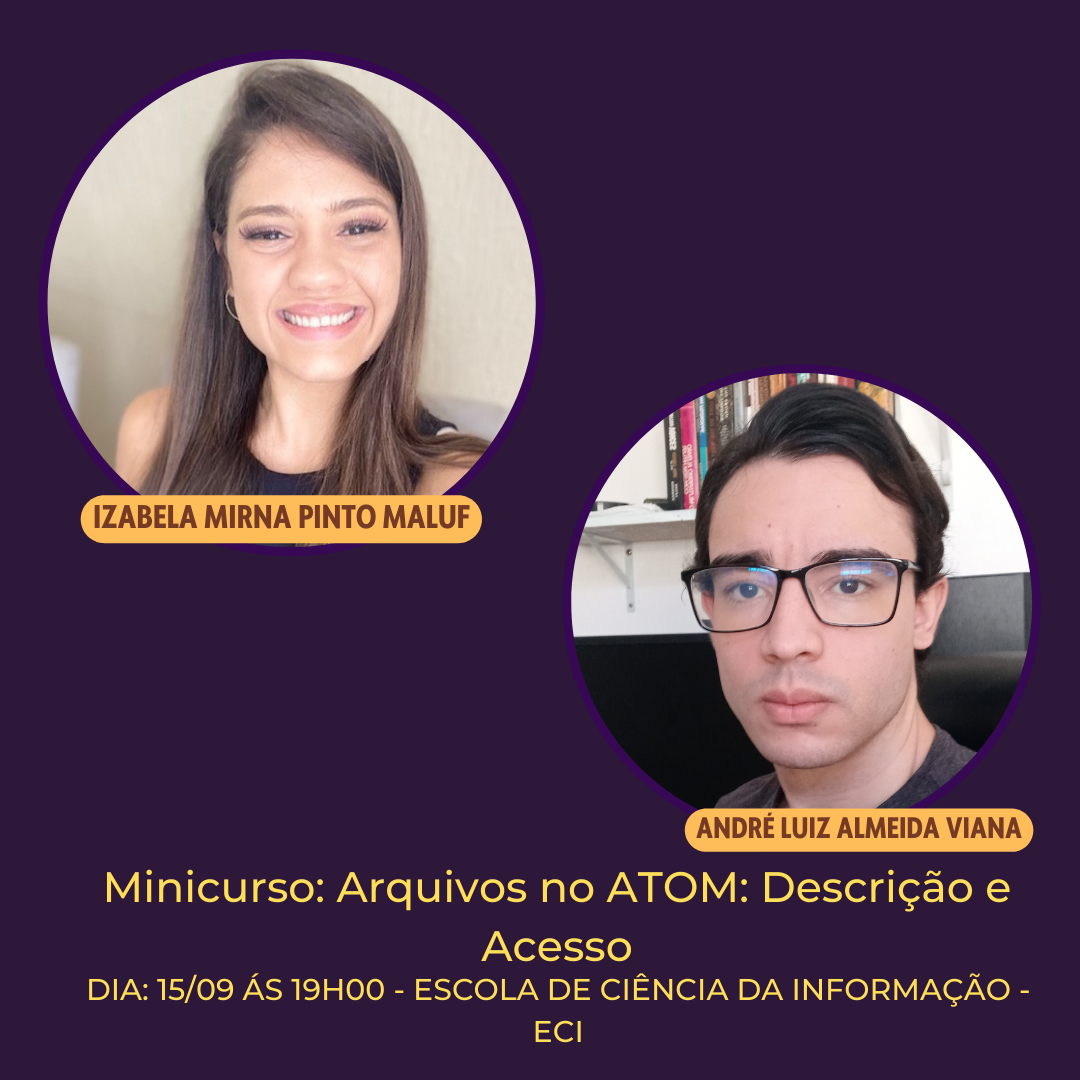 IZABELA MIRNA PINTO MALUF
ANDRÉ LUIZ ALMEIDA VIANA
Minicurso: Arquivos no ATOM: Descrição e
Acesso
DIA: 15/09 ÁS 19H00 - ESCOLA DE CIÊNCIA DA INFORMAÇÃO -
ECI